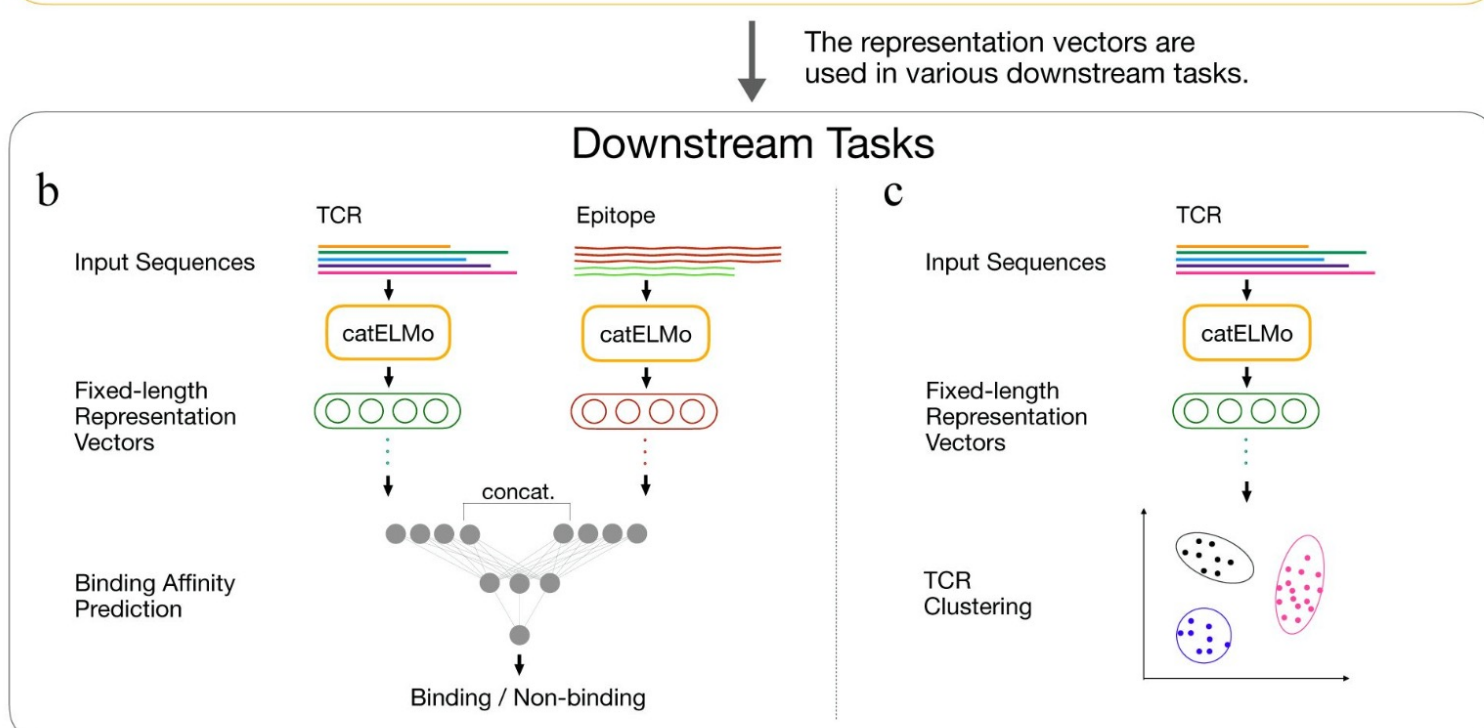 The representation vectors are
used in various downstream tasks.
Downstream Tasks
b
TCR
Epitope
Input Sequences
catELMo
catELMo
Fixed-length
Representation
Vectors
concat.
Binding Affinity
Prediction
Binding / Non-binding
c
TCR
Input Sequences
catELMo
Fixed-length
Representation
Vectors
TCR
Clustering